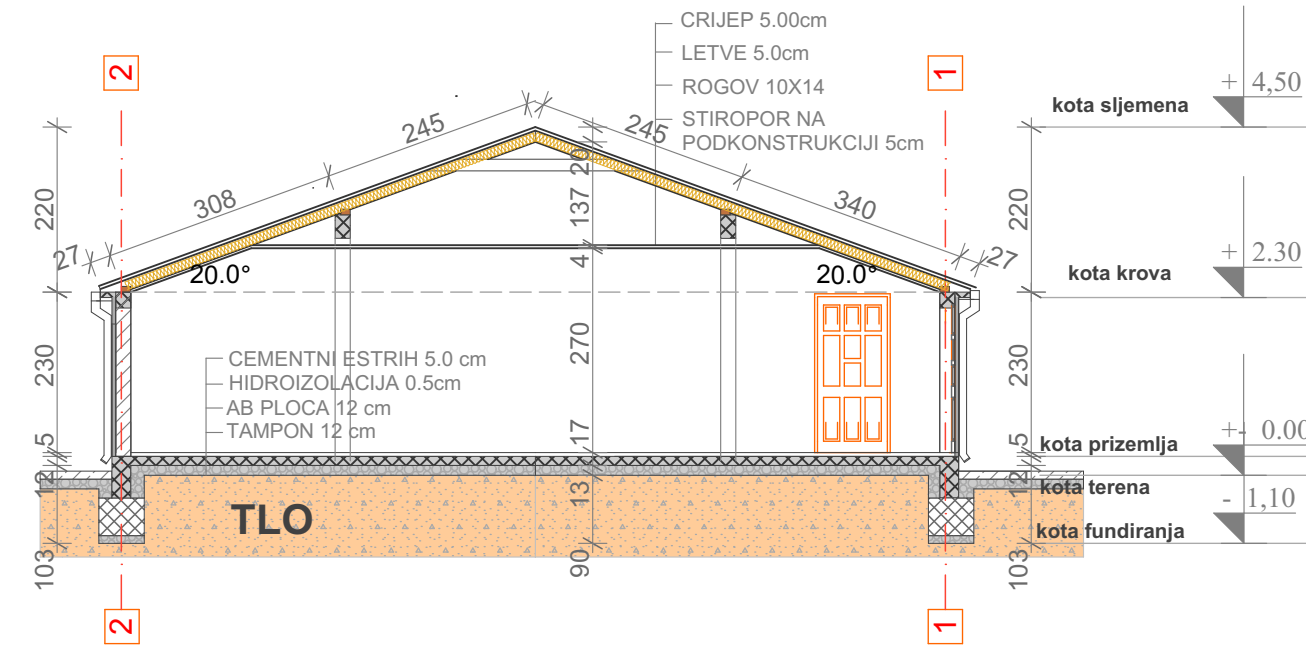 CRIJEP 5.00cm
LETVE 5.0cm
ROGOV 10X14
STIROPOR NA
PODKONSTRUKCIJI 5cm
2
1
245
245
308
340
27
27
20.0°
20.0°
220
230
5
12
103
20
137
4
270
17
13
90
220
230
5
12
103
CEMENTNI ESTRIH 5.0 cm
HIDROIZOLACIJA 0.5cm
AB PLOCA 12 cm
TAMPON 12 cm
TLO
2
1
kota sljemena
+ 4,50
kota krova
+ 2.30
kota prizemlja
+- 0.00
kota terena
- 1,10
kota fundiranja